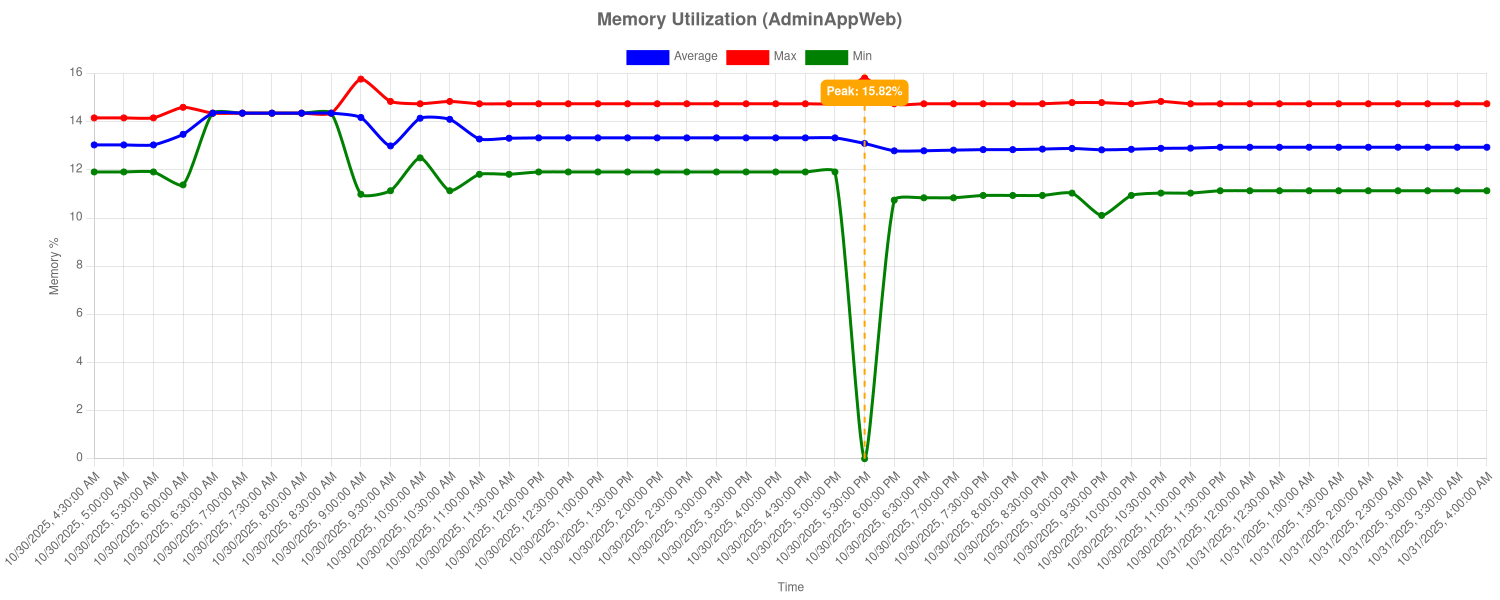 Memory Utilization (AdminAppWeb)
Average Max Min
Peak: 15.82%
16
14
12
10
8
6
4
2
0
Memory %
10/30/2025, 4:30:00 AM
10/30/2025, 5:00:00 AM
10/30/2025, 5:30:00 AM
10/30/2025, 6:00:00 AM
10/30/2025, 6:30:00 AM
10/30/2025, 7:00:00 AM
10/30/2025, 7:30:00 AM
10/30/2025, 8:00:00 AM
10/30/2025, 8:30:00 AM
10/30/2025, 9:00:00 AM
10/30/2025, 9:30:00 AM
10/30/2025, 10:00:00 AM
10/30/2025, 10:30:00 AM
10/30/2025, 11:00:00 AM
10/30/2025, 11:30:00 AM
10/30/2025, 12:00:00 PM
10/30/2025, 12:30:00 PM
10/30/2025, 1:00:00 PM
10/30/2025, 1:30:00 PM
10/30/2025, 2:00:00 PM
10/30/2025, 2:30:00 PM
10/30/2025, 3:00:00 PM
10/30/2025, 3:30:00 PM
10/30/2025, 4:00:00 PM
10/30/2025, 4:30:00 PM
10/30/2025, 5:00:00 PM
10/30/2025, 5:30:00 PM
10/30/2025, 6:00:00 PM
10/30/2025, 6:30:00 PM
10/30/2025, 7:00:00 PM
10/30/2025, 7:30:00 PM
10/30/2025, 8:00:00 PM
10/30/2025, 8:30:00 PM
10/30/2025, 9:00:00 PM
10/30/2025, 9:30:00 PM
10/30/2025, 10:00:00 PM
10/30/2025, 10:30:00 PM
10/30/2025, 11:00:00 PM
10/30/2025, 11:30:00 PM
10/31/2025, 12:00:00 AM
10/31/2025, 12:30:00 AM
10/31/2025, 1:00:00 AM
10/31/2025, 1:30:00 AM
10/31/2025, 2:00:00 AM
10/31/2025, 2:30:00 AM
10/31/2025, 3:00:00 AM
10/31/2025, 3:30:00 AM
10/31/2025, 4:00:00 AM
Time